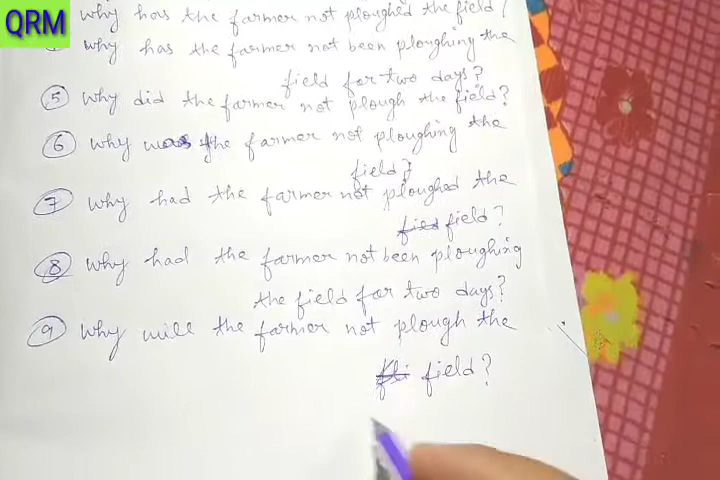 QRM
why has the farmer not ploughed the field?
why has the farmer not been ploughing the
field for two days?
5 why did the farmer not plough the field?
6 why was the farmer not ploughing the
field?
7 why had the farmer not ploughed the
field?
8 why had the farmer not been ploughing
the field for two days?
9 why will the farmer not plough the
field?